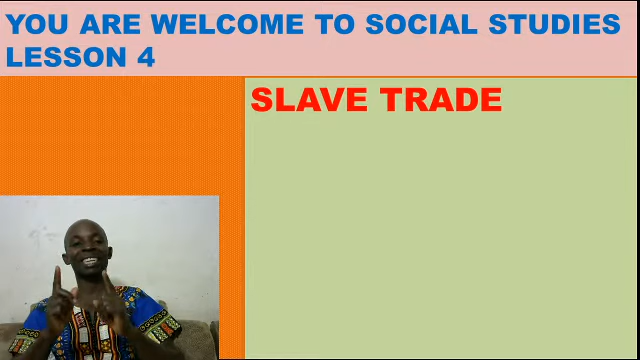 YOU ARE WELCOME TO SOCIAL STUDIES
LESSON 4
SLAVE TRADE